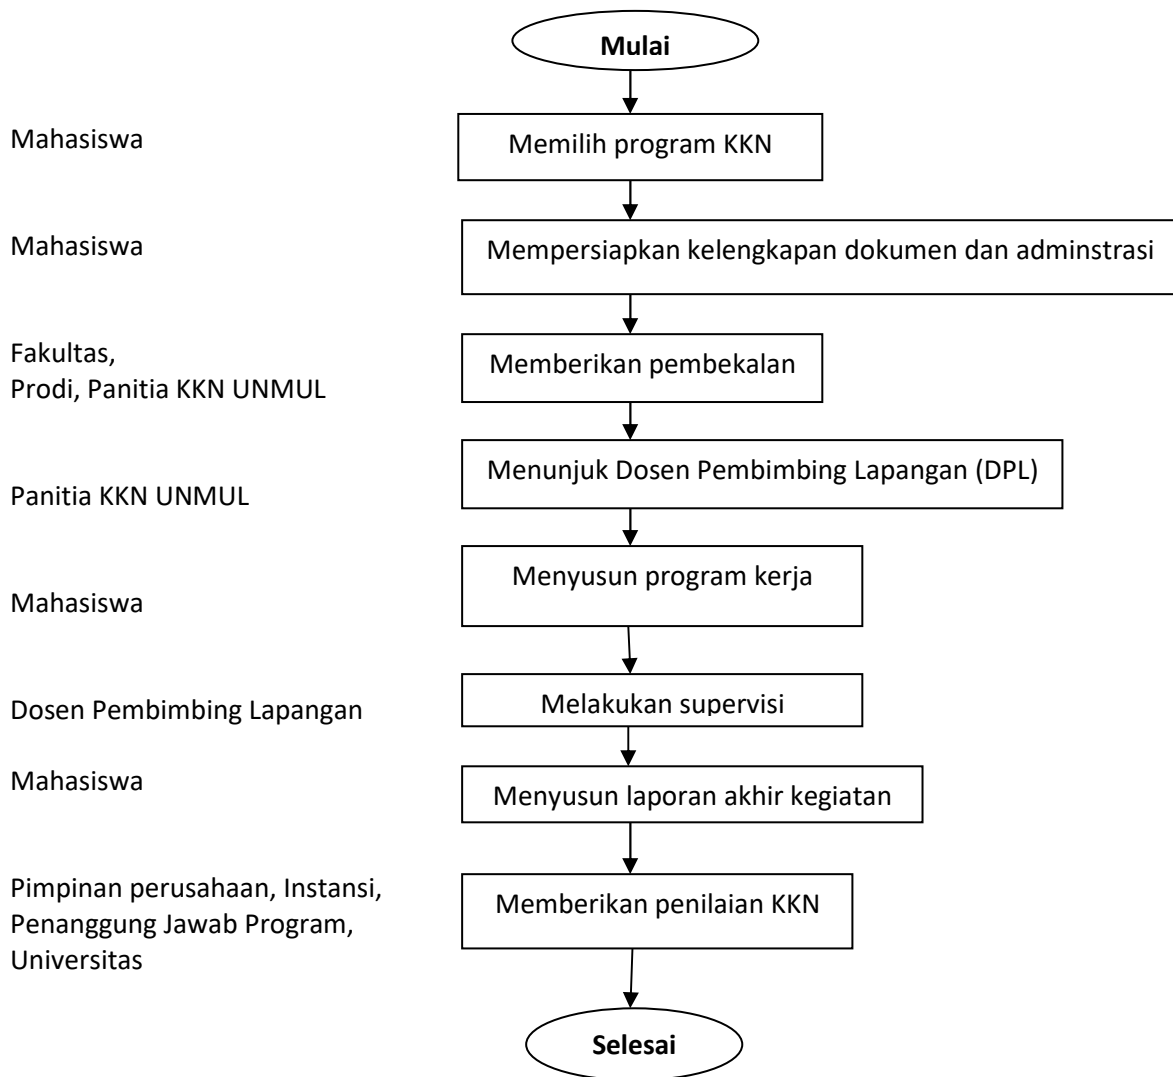 Mulai
Mahasiswa
Memilih program KKN
Mahasiswa
Mempersiapkan kelengkapan dokumen dan adminstrasi
Fakultas,
Prodi, Panitia KKN UNMUL
Memberikan pembekalan
Panitia KKN UNMUL
Menunjuk Dosen Pembimbing Lapangan (DPL)
Mahasiswa
Menyusun program kerja
Dosen Pembimbing Lapangan
Melakukan supervisi
Mahasiswa
Menyusun laporan akhir kegiatan
Pimpinan perusahaan, Instansi,
Penanggung Jawab Program,
Universitas
Memberikan penilaian KKN
Selesai